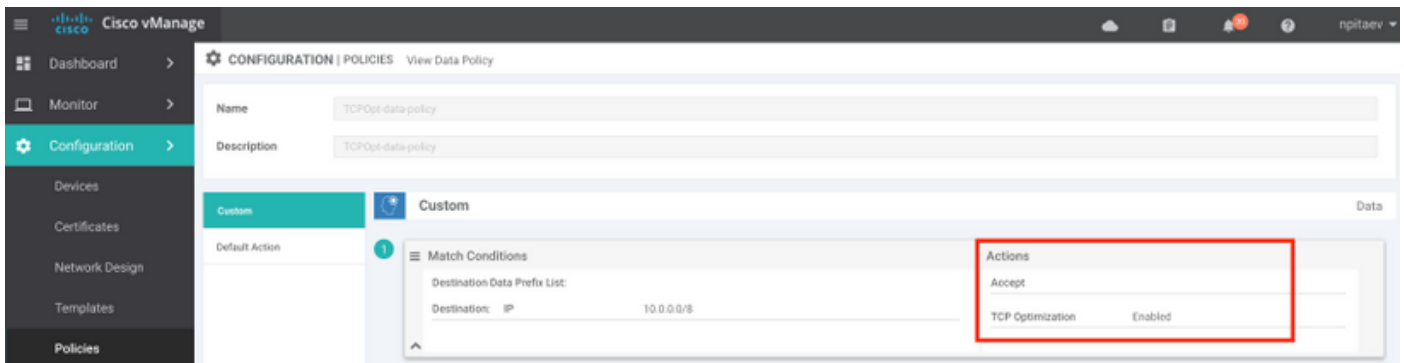 cisco Cisco vManage npitaev
Dashboard
CONFIGURATION | POLICIES View Data Policy
Monitor
Name TCPOpt-data-policy
Configuration
Description TCPOpt-data-policy
Devices
Custom
Custom Data
Certificates
Default Action
1 Match Conditions Actions
Network Design
Destination Data Prefix List: Accept
Destination: IP 10.0.0.0/8
Templates
TCP Optimization Enabled
Policies